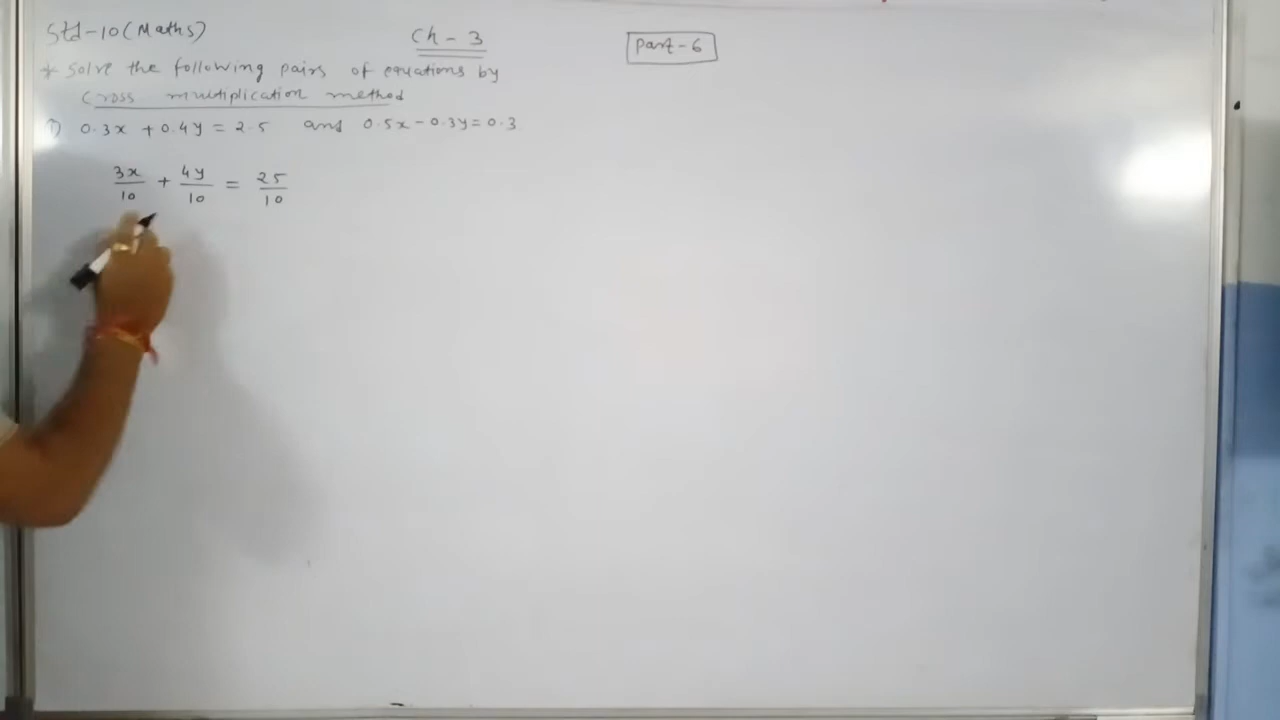 Std-10 (Maths)
Ch - 3
Part-6
* Solve the following pairs of equations by
Cross multiplication method
1) 0.3x + 0.4y = 2.5 and 0.5x - 0.3y = 0.3
3x/10 + 4y/10 = 25/10